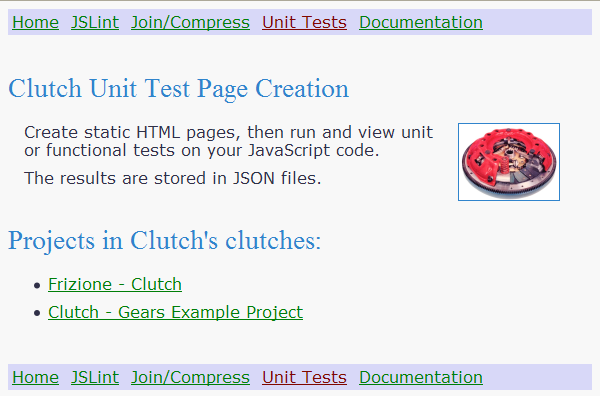 Home JSLint Join/Compress Unit Tests Documentation
Clutch Unit Test Page Creation
Create static HTML pages, then run and view unit
or functional tests on your JavaScript code.
The results are stored in JSON files.
Projects in Clutch's clutches:
• Frizione - Clutch
• Clutch - Gears Example Project
Home JSLint Join/Compress Unit Tests Documentation